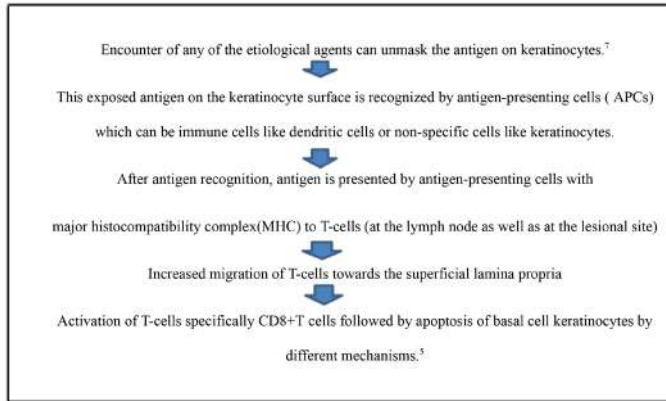 Encounter of any of the etiological agents can unmask the antigen on keratinocytes.⁷
This exposed antigen on the keratinocyte surface is recognized by antigen-presenting cells ( APCs)
which can be immune cells like dendritic cells or non-specific cells like keratinocytes.
After antigen recognition, antigen is presented by antigen-presenting cells with
major histocompatibility complex(MHC) to T-cells (at the lymph node as well as at the lesional site)
Increased migration of T-cells towards the superficial lamina propria
Activation of T-cells specifically CD8+T cells followed by apoptosis of basal cell keratinocytes by
different mechanisms.⁵